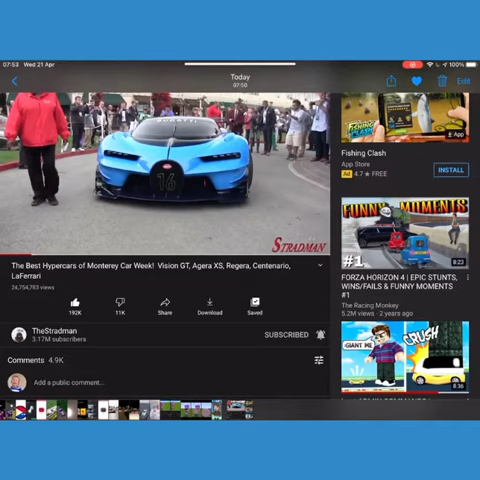 07:53 Wed 21 Apr
100%
Today
07:50
Edit
BUGATTI
16
STRADMAN
The Best Hypercars of Monterey Car Week! Vision GT, Agera XS, Regera, Centenario,
LaFerrari
24,754,783 views
192K
11K
Share
Download
Saved
TheStradman
3.17M subscribers
SUBSCRIBED
Comments 4.9K
Add a public comment...
FISHING
CLASH
App
Fishing Clash
App Store
Ad 4.7 ★ FREE
INSTALL
FUNNY MOMENTS
#1
8:23
FORZA HORIZON 4 | EPIC STUNTS,
WINS/FAILS & FUNNY MOMENTS
#1
The Racing Monkey
5.2M views · 2 years ago
GIANT ME
CRUSH
8:36